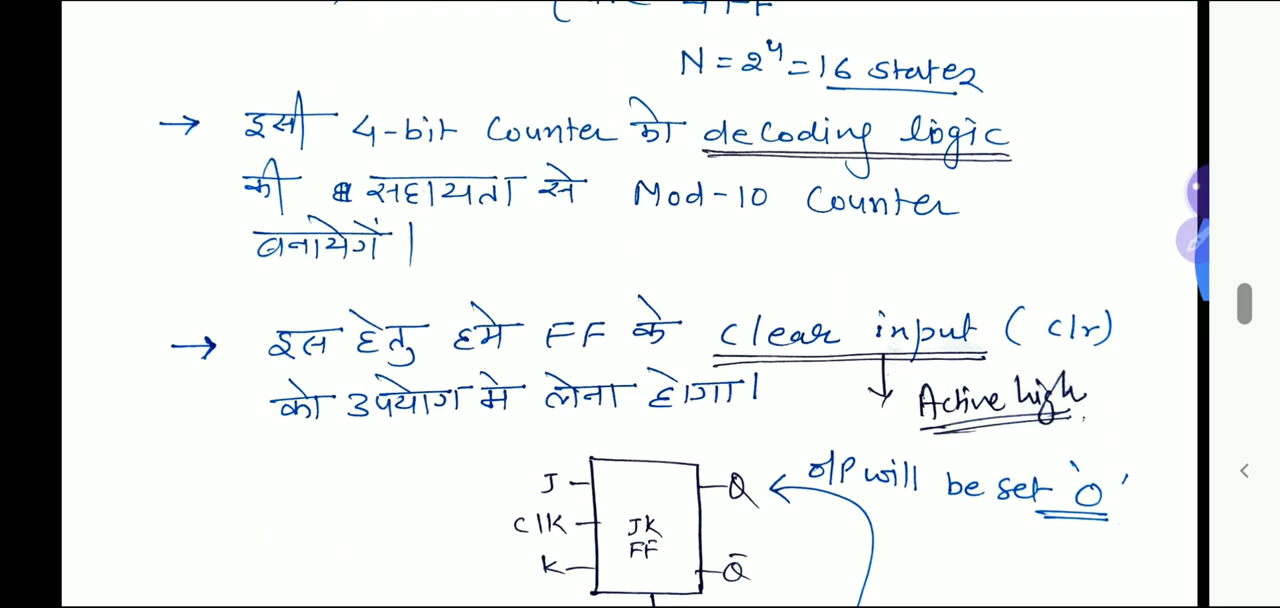 N = 2⁴ = 16 states
→ इसी 4-bit Counter को decoding logic
की सहायता से Mod-10 Counter
बनायेगें।
→ इस हेतु हमे FF के clear input (clr)
को उपयोग मे लेना होगा।
Active high.
J
CLK
K
JK
FF
Q
Q̄
O/P will be set '0'